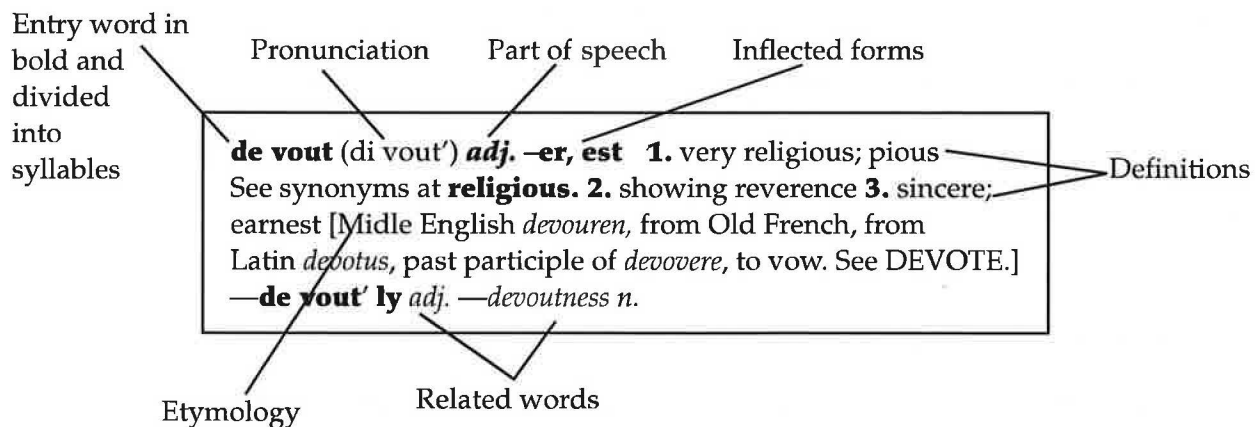 Entry word in
bold and
divided
into
syllables
Pronunciation
Part of speech
Inflected forms
de vout (di vout') adj. –er, est 1. very religious; pious
See synonyms at religious. 2. showing reverence 3. sincere;
earnest [Midle English devouren, from Old French, from
Latin devotus, past participle of devovere, to vow. See DEVOTE.]
—de vout' ly adj. —devoutness n.
Definitions
Etymology
Related words